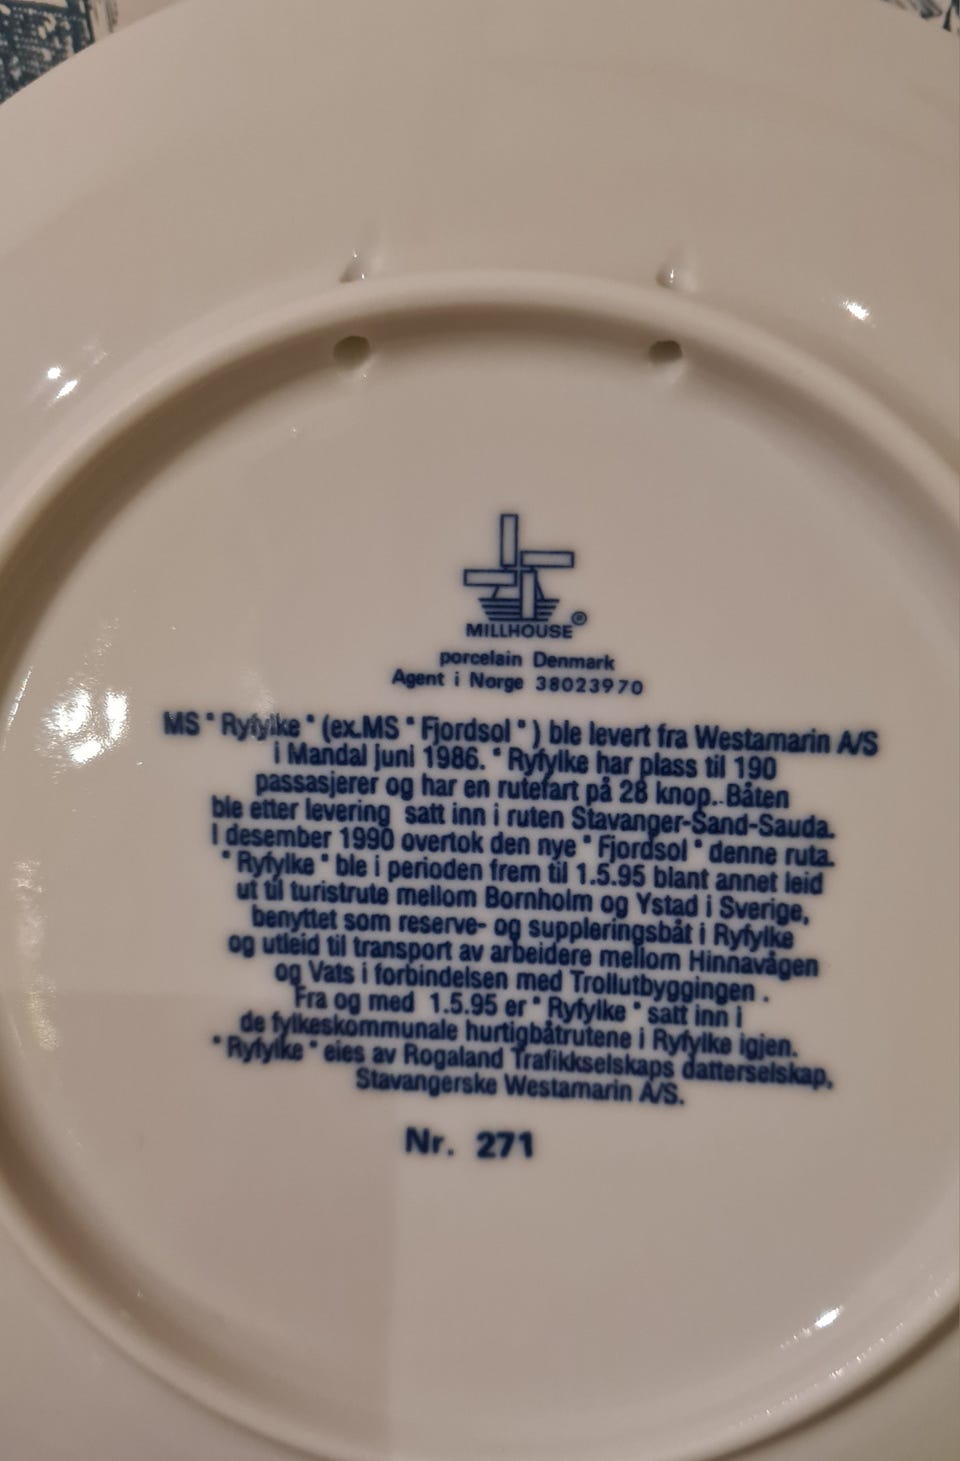 MILLHOUSE ®
porcelain Denmark
Agent i Norge 38023970
MS " Ryfylke " (ex.MS " Fjordsol " ) ble levert fra Westamarin A/S
i Mandal juni 1986. " Ryfylke har plass til 190
passasjerer og har en rutefart på 28 knop. Båten
ble etter levering satt inn i ruten Stavanger-Sand-Sauda.
I desember 1990 overtok den nye " Fjordsol " denne ruta.
" Ryfylke " ble i perioden frem til 1.5.95 blant annet leid
ut til turistrute mellom Bornholm og Ystad i Sverige,
benyttet som reserve- og suppleringsbåt i Ryfylke
og utleid til transport av arbeidere mellom Hinnavågen
og Vats i forbindelsen med Trollutbyggingen .
Fra og med 1.5.95 er " Ryfylke " satt inn i
de fylkeskommunale hurtigbåtrutene i Ryfylke igjen.
" Ryfylke " eies av Rogaland Trafikkselskaps datterselskap,
Stavangerske Westamarin A/S.
Nr. 271